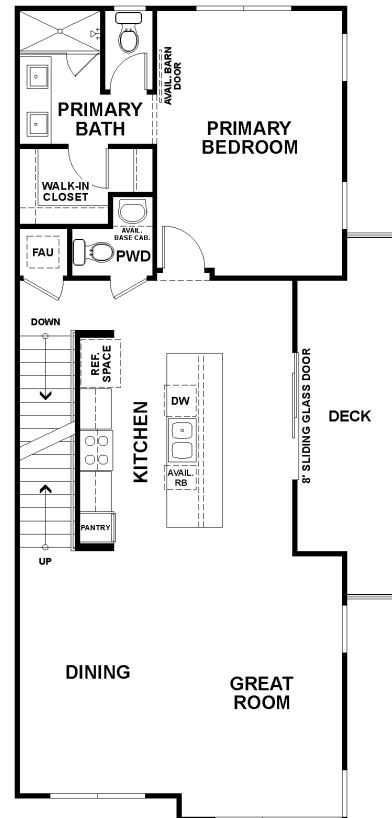 AVAIL. BARN
DOOR
PRIMARY
BATH
PRIMARY
BEDROOM
WALK-IN
CLOSET
AVAIL.
BASE CAB.
FAU
PWD
DOWN
REF.
SPACE
DW
KITCHEN
8' SLIDING GLASS DOOR
DECK
AVAIL.
RB
PANTRY
UP
DINING
GREAT
ROOM